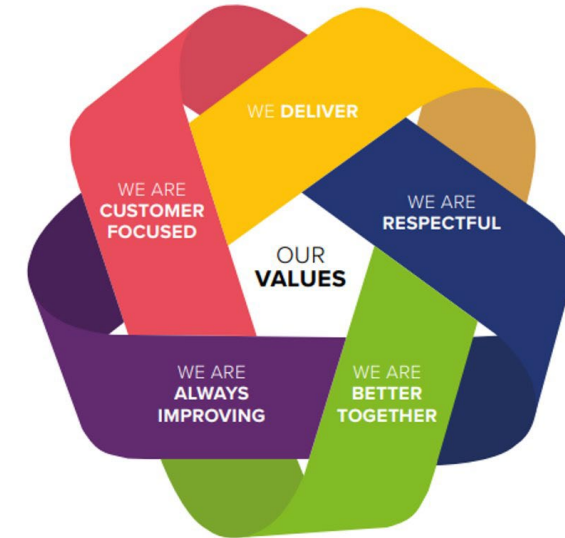 WE DELIVER
WE ARE
RESPECTFUL
WE ARE
CUSTOMER
FOCUSED
OUR
VALUES
WE ARE
ALWAYS
IMPROVING
WE ARE
BETTER
TOGETHER